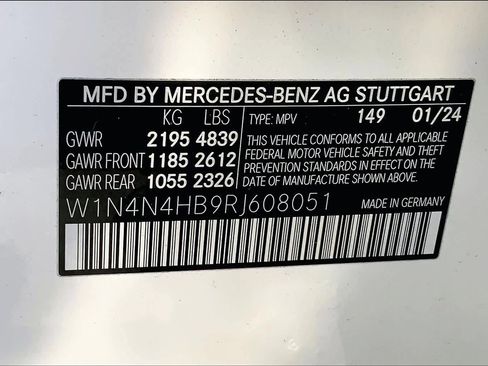 MFD BY MERCEDES-BENZ AG STUTTGART
KG LBS TYPE: MPV 149 01/24
GVWR 2195 4839
GAWR FRONT 1185 2612
GAWR REAR 1055 2326
THIS VEHICLE CONFORMS TO ALL APPLICABLE
FEDERAL MOTOR VEHICLE SAFETY AND THEFT
PREVENTION STANDARDS IN EFFECT ON THE
DATE OF MANUFACTURE SHOWN ABOVE.
W1N4N4HB9RJ608051 MADE IN GERMANY